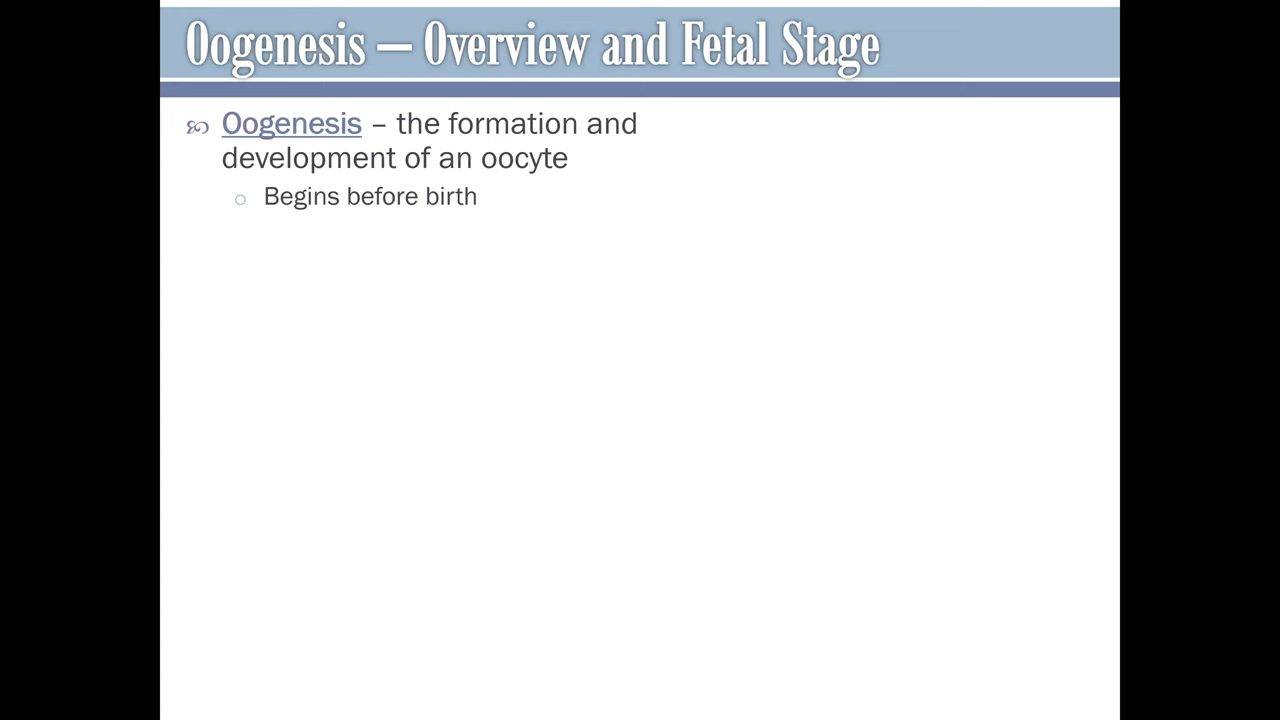 Oogenesis – Overview and Fetal Stage
Oogenesis – the formation and
development of an oocyte
Begins before birth